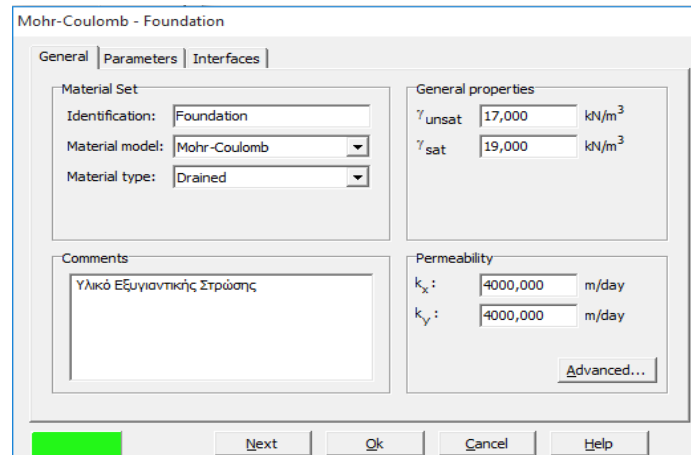 Mohr-Coulomb - Foundation
General Parameters Interfaces
Material Set
Identification: Foundation
Material model: Mohr-Coulomb
Material type: Drained
General properties
γunsat 17,000 kN/m3
γsat 19,000 kN/m3
Comments
Υλικό Εξυγιαντικής Στρώσης
Permeability
kx: 4000,000 m/day
ky: 4000,000 m/day
Advanced...
Next Ok Cancel Help